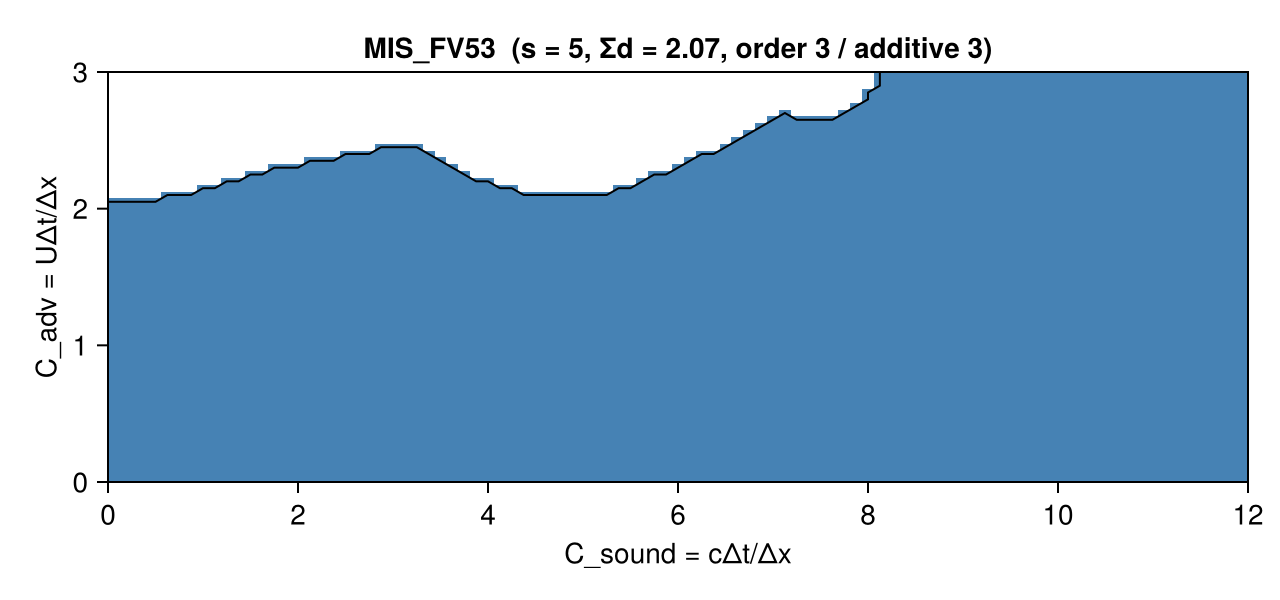 MIS_FV53 (s = 5, Σd = 2.07, order 3 / additive 3)
3
2
1
0
C_adv = UΔt/Δx
0 2 4 6 8 10 12
C_sound = cΔt/Δx